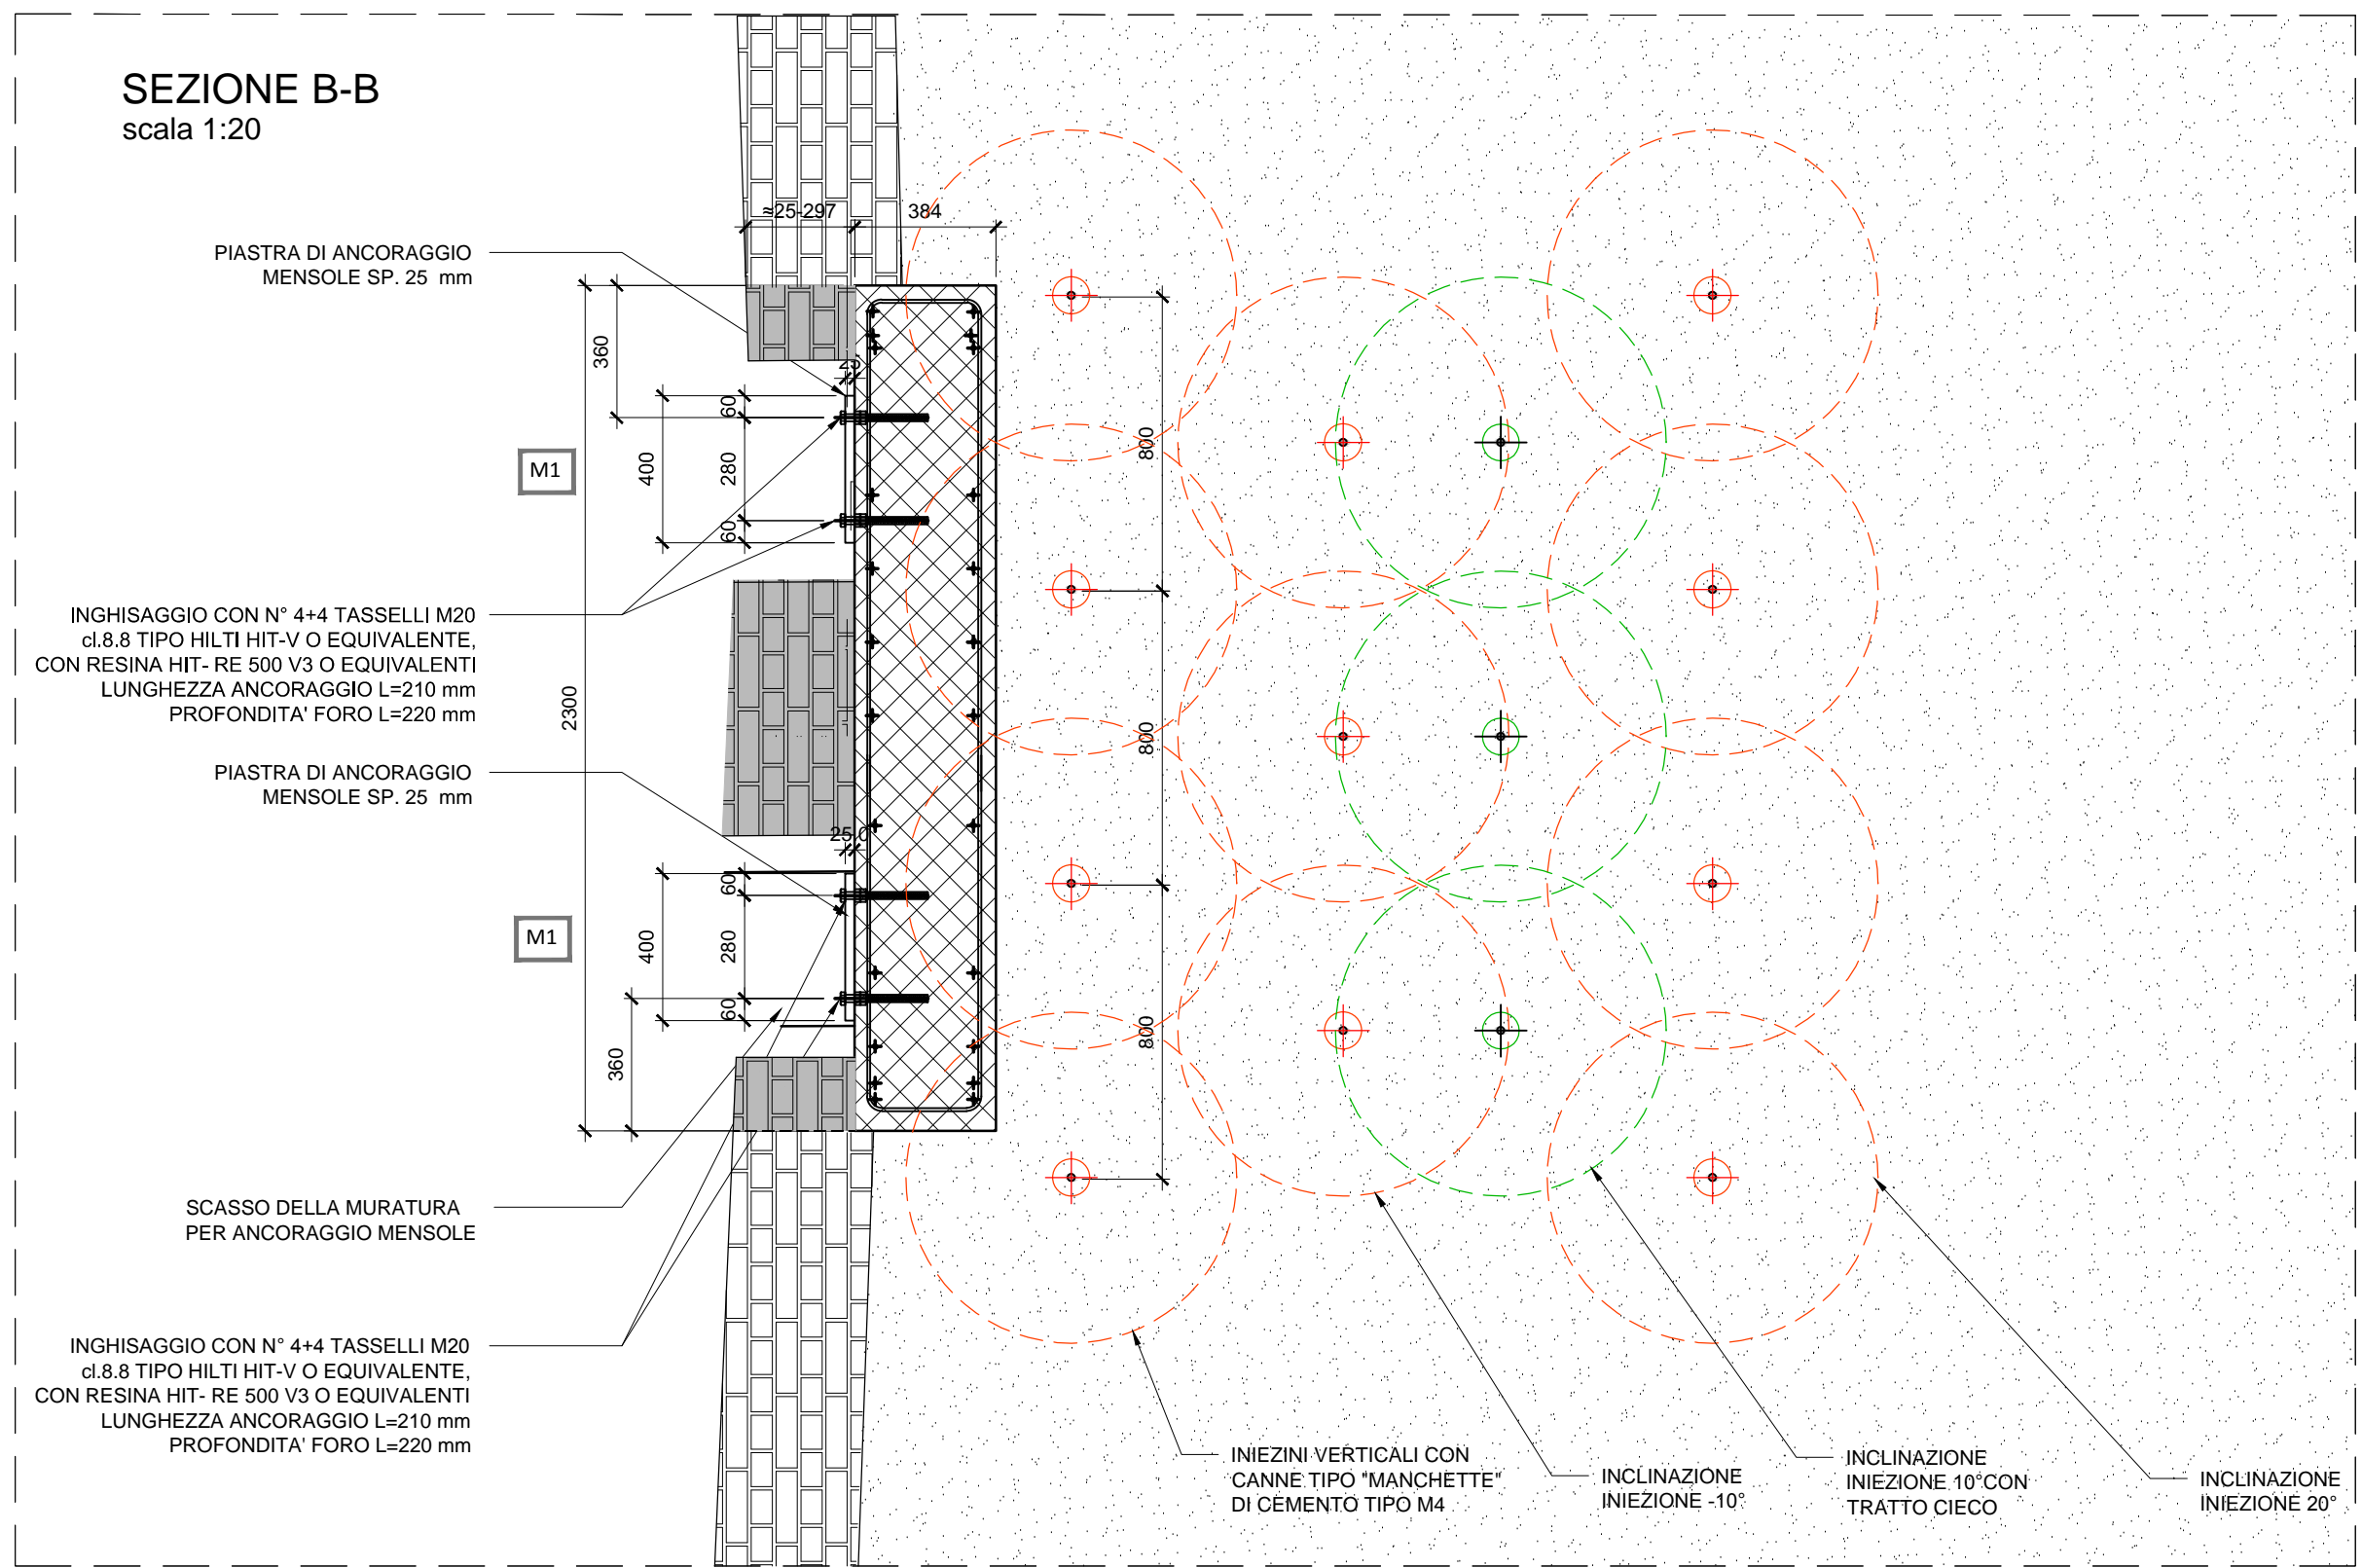 SEZIONE B-B
scala 1:20
≈25-297
384
PIASTRA DI ANCORAGGIO
MENSOLE SP. 25 mm
360
25
60
400
280
60
M1
800
INGHISAGGIO CON N° 4+4 TASSELLI M20
cl.8.8 TIPO HILTI HIT-V O EQUIVALENTE,
CON RESINA HIT- RE 500 V3 O EQUIVALENTI
LUNGHEZZA ANCORAGGIO L=210 mm
PROFONDITA' FORO L=220 mm
2300
800
PIASTRA DI ANCORAGGIO
MENSOLE SP. 25 mm
25.0
60
400
280
60
M1
360
800
SCASSO DELLA MURATURA
PER ANCORAGGIO MENSOLE
INGHISAGGIO CON N° 4+4 TASSELLI M20
cl.8.8 TIPO HILTI HIT-V O EQUIVALENTE,
CON RESINA HIT- RE 500 V3 O EQUIVALENTI
LUNGHEZZA ANCORAGGIO L=210 mm
PROFONDITA' FORO L=220 mm
INIEZINI VERTICALI CON
CANNE TIPO "MANCHETTE"
DI CEMENTO TIPO M4
INCLINAZIONE
INIEZIONE -10°
INCLINAZIONE
INIEZIONE 10°CON
TRATTO CIECO
INCLINAZIONE
INIEZIONE 20°